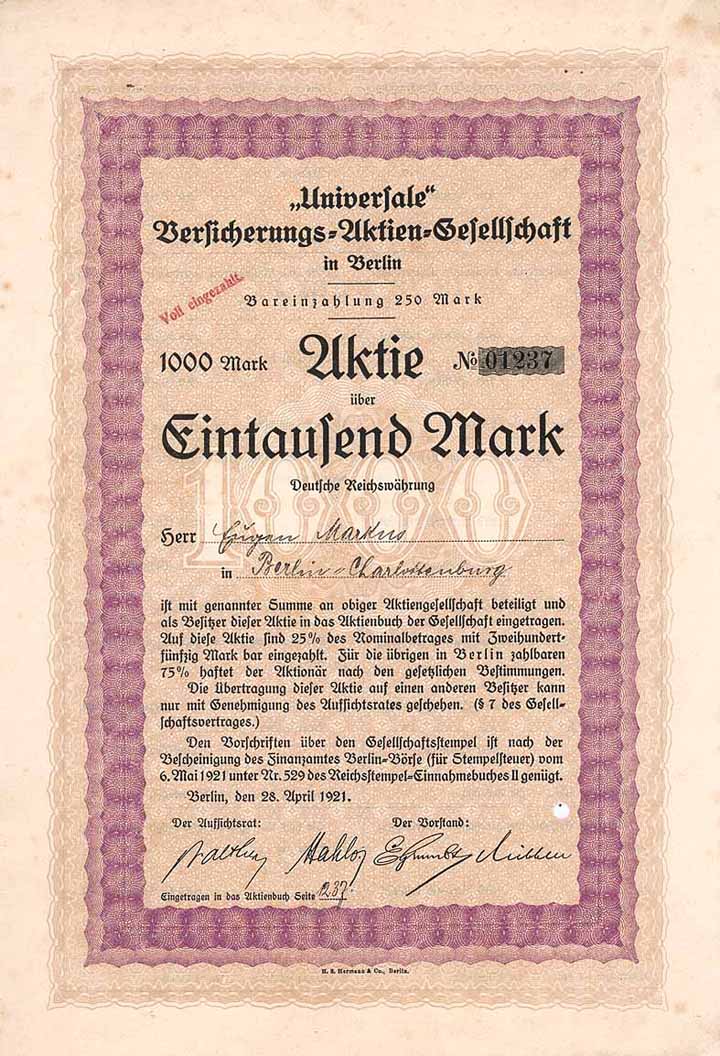 „Universale“
Versicherungs-Aktien-Gesellschaft
in Berlin
Voll eingezahlt.
Bareinzahlung 250 Mark
1000 Mark Aktie No 01237
über
Eintausend Mark
1000
Deutsche Reichswährung
Herr Eugen Markus
in Berlin-Charlottenburg
ist mit genannter Summe an obiger Aktiengesellschaft beteiligt und
als Besitzer dieser Aktie in das Aktienbuch der Gesellschaft eingetragen.
Auf diese Aktie sind 25% des Nominalbetrages mit Zweihundert-
fünfzig Mark bar eingezahlt. Für die übrigen in Berlin zahlbaren
75% haftet der Aktionär nach den gesetzlichen Bestimmungen.
Die Übertragung dieser Aktie auf einen anderen Besitzer kann
nur mit Genehmigung des Aufsichtsrates geschehen. (§ 7 des Gesell-
schaftsvertrages.)
Den Vorschriften über den Gesellschaftsstempel ist nach der
Bescheinigung des Finanzamtes Berlin-Börse (für Stempelsteuer) vom
6. Mai 1921 unter Nr. 529 des Reichsstempel-Einnahmebuches II genügt.
Berlin, den 28. April 1921.
Der Aufsichtsrat: Der Vorstand:
Eingetragen in das Aktienbuch Seite 1237.
H. S. Hermann & Co., Berlin.